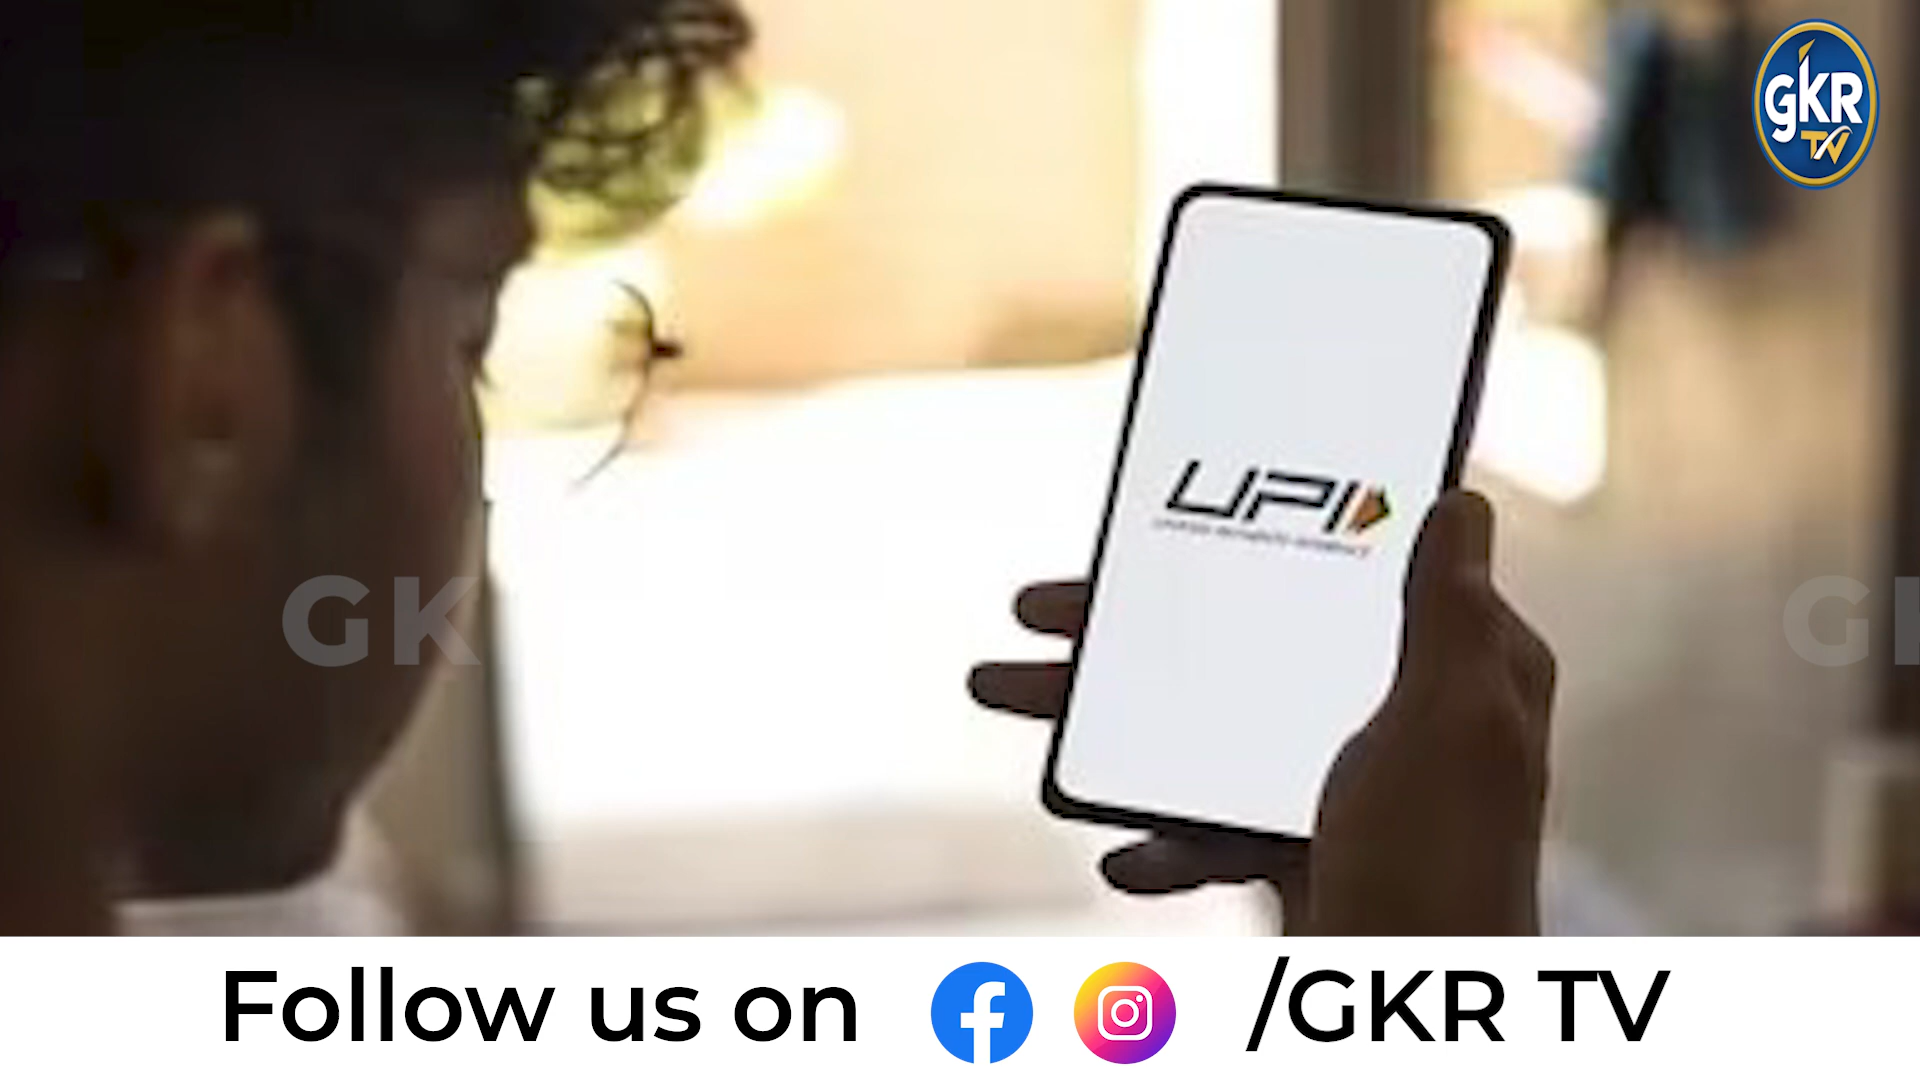 GKR
TV
UPI
GK
G
Follow us on /GKR TV